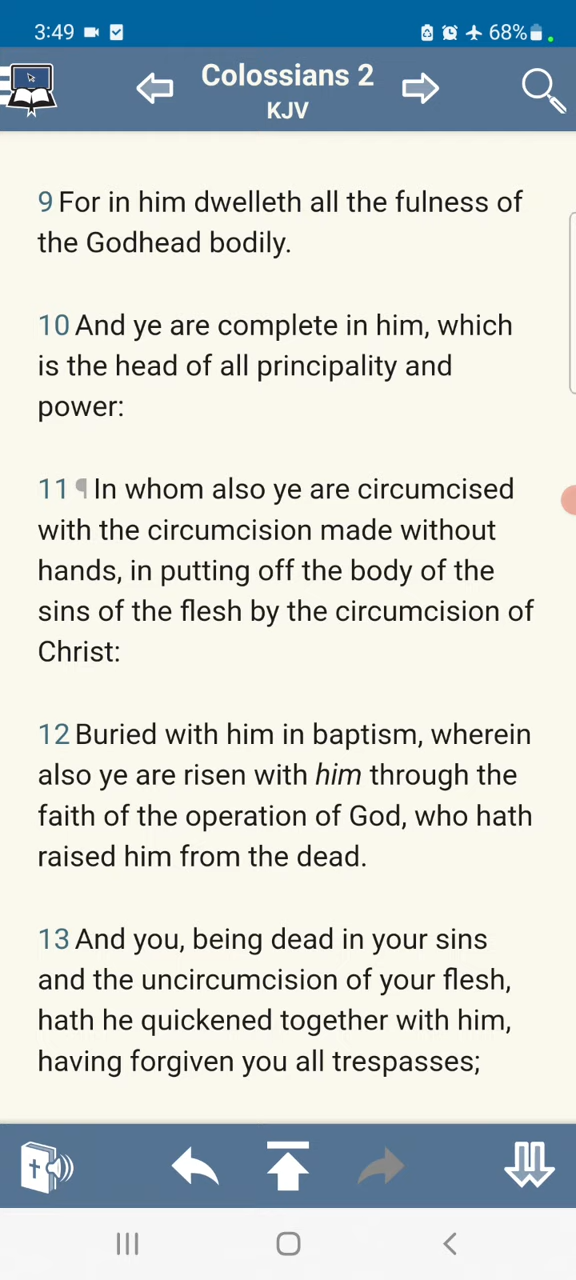 3:49 68%
Colossians 2
KJV
9 For in him dwelleth all the fulness of
the Godhead bodily.
10 And ye are complete in him, which
is the head of all principality and
power:
11 ¶ In whom also ye are circumcised
with the circumcision made without
hands, in putting off the body of the
sins of the flesh by the circumcision of
Christ:
12 Buried with him in baptism, wherein
also ye are risen with him through the
faith of the operation of God, who hath
raised him from the dead.
13 And you, being dead in your sins
and the uncircumcision of your flesh,
hath he quickened together with him,
having forgiven you all trespasses;